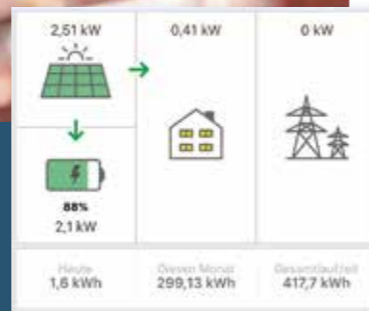 2,51 kW
0,41 kW
0 kW
88%
2,1 kW
Heute
Diesen Monat
Gesamtlaufzeit
1,6 kWh
299,13 kWh
417,7 kWh